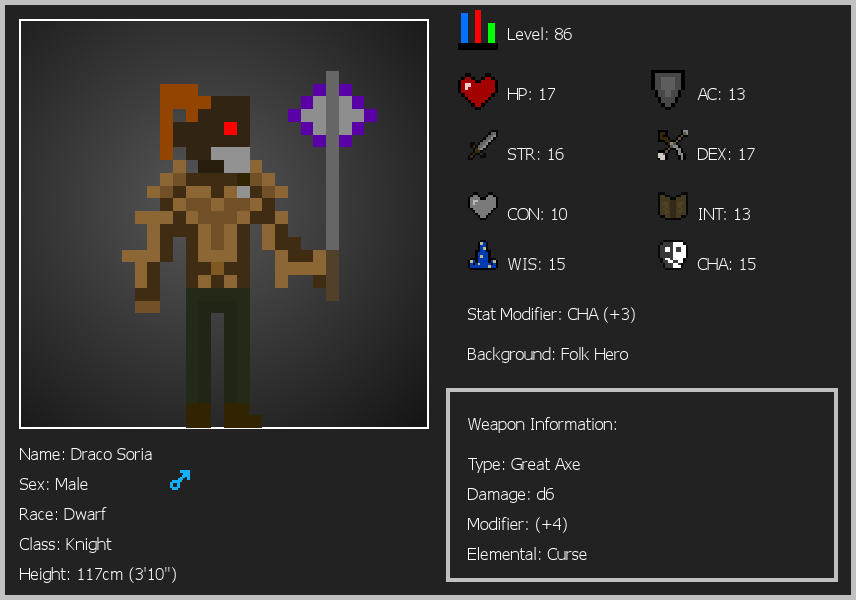 Level: 86
HP: 17
AC: 13
STR: 16
DEX: 17
CON: 10
INT: 13
WIS: 15
CHA: 15
Stat Modifier: CHA (+3)
Background: Folk Hero
Weapon Information:
Type: Great Axe
Damage: d6
Modifier: (+4)
Elemental: Curse
Name: Draco Soria
Sex: Male
Race: Dwarf
Class: Knight
Height: 117cm (3'10")